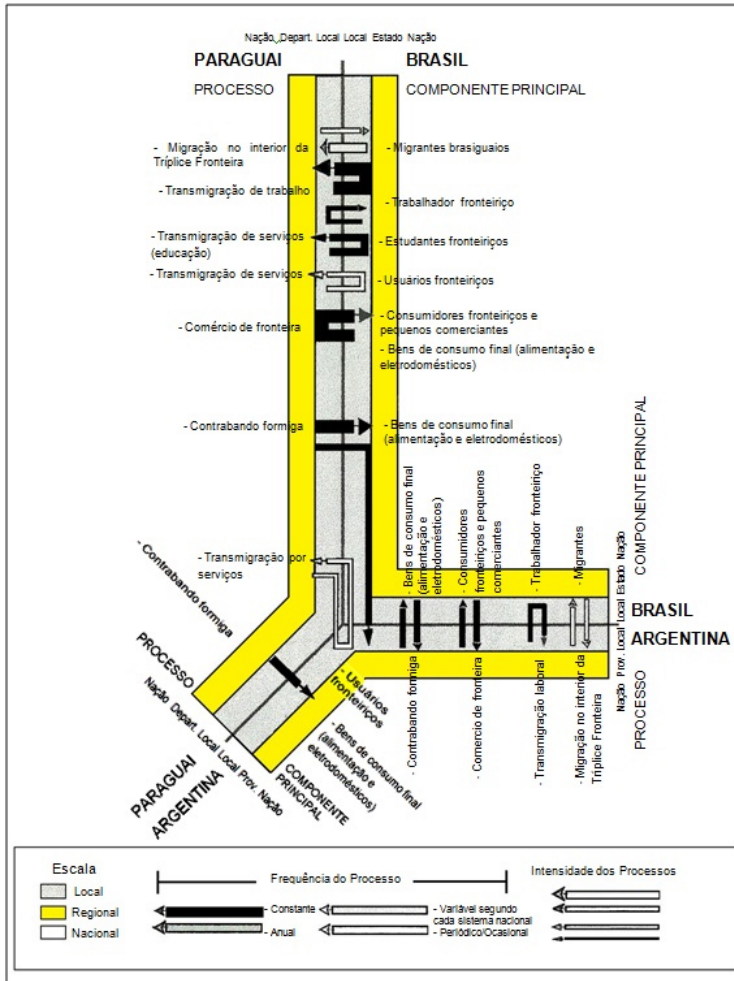 Nação Depart. Local Local Estado Nação
PARAGUAI
BRASIL
PROCESSO
COMPONENTE PRINCIPAL
- Migração no interior da
Tríplice Fronteira
- Migrantes brasiguaios
- Transmigração de trabalho
- Trabalhador fronteiriço
- Transmigração de serviços
(educação)
- Estudantes fronteiriços
- Transmigração de serviços
- Usuários fronteiriços
- Comércio de fronteira
- Consumidores fronteiriços e
pequenos comerciantes
- Bens de consumo final (alimentação e
eletrodomésticos)
- Contrabando formiga
- Bens de consumo final
(alimentação e eletrodomésticos)
- Transmigração por
serviços
- Contrabando formiga
- Bens de consumo final
(alimentação e
eletrodomésticos)
- Consumidores
fronteiriços e pequenos
comerciantes
- Trabalhador fronteiriço
- Migrantes
COMPONENTE PRINCIPAL
Nação Prov. Local Local Estado Nação
BRASIL
ARGENTINA
PROCESSO
- Contrabando formiga
- Comercio de fronteira
- Transmigração laboral
- Migração no interior da
Tríplice Fronteira
PROCESSO
Nação Depart. Local Local Prov. Nação
PARAGUAI
ARGENTINA
COMPONENTE
PRINCIPAL
- Usuários
fronteiriços
- Bens de consumo final
(alimentação e
eletrodomésticos)
Escala
Local
Regional
Nacional
Frequência do Processo
- Constante
- Anual
- Variável segundo
cada sistema nacional
- Periódico/Ocasional
Intensidade dos Processos